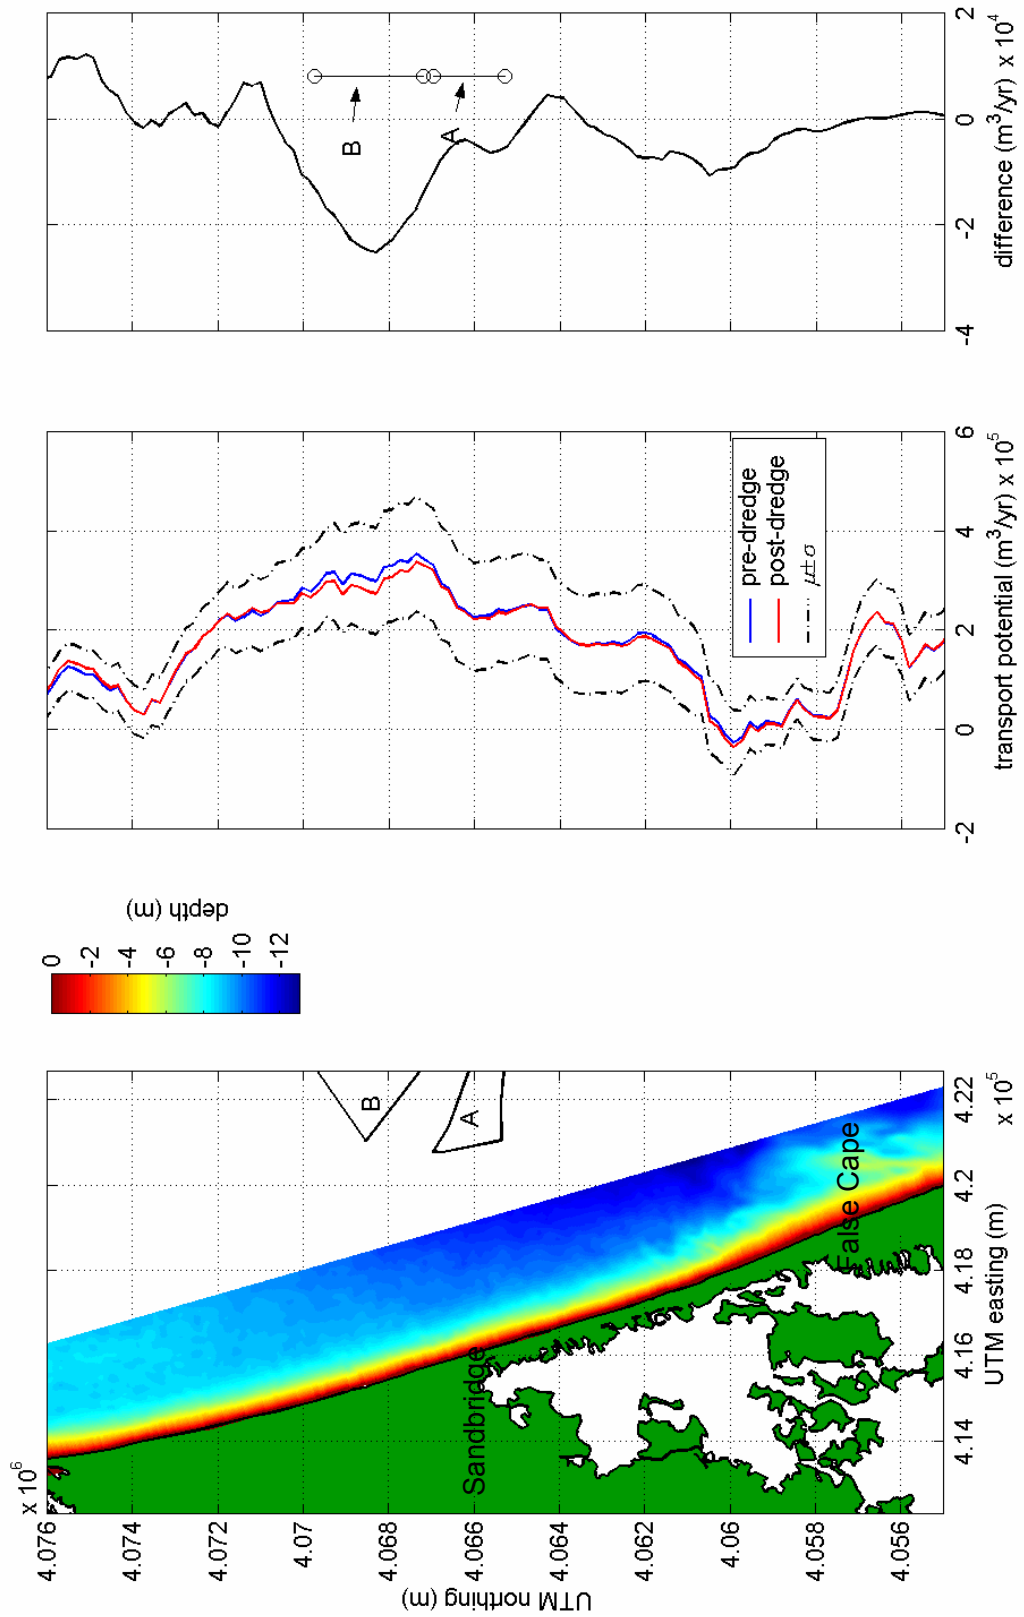 x 10^6
4.076
4.074
4.072
4.07
4.068
4.066
4.064
4.062
4.06
4.058
4.056
UTM northing (m)
4.14
4.16
4.18
4.2
4.22
x 10^5
UTM easting (m)
Sandbridge
False Cape
B
A
0
-2
-4
-6
-8
-10
-12
depth (m)
-2
0
2
4
6
transport potential (m^3/yr) x 10^5
pre-dredge
post-dredge
μ±σ
B
A
-4
-2
0
2
difference (m^3/yr) x 10^4